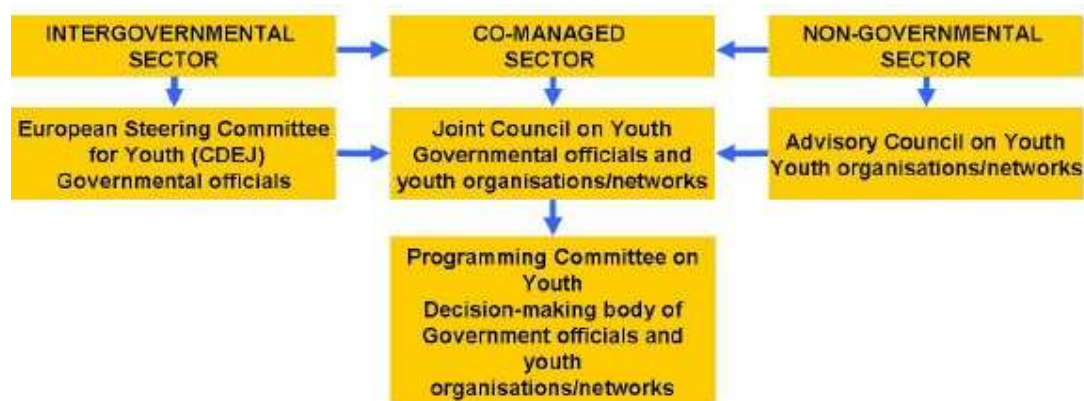 INTERGOVERNMENTAL
SECTOR
CO-MANAGED
SECTOR
NON-GOVERNMENTAL
SECTOR
European Steering Committee
for Youth (CDEJ)
Governmental officials
Joint Council on Youth
Governmental officials and
youth organisations/networks
Advisory Council on Youth
Youth organisations/networks
Programming Committee on
Youth
Decision-making body of
Government officials and
youth
organisations/networks